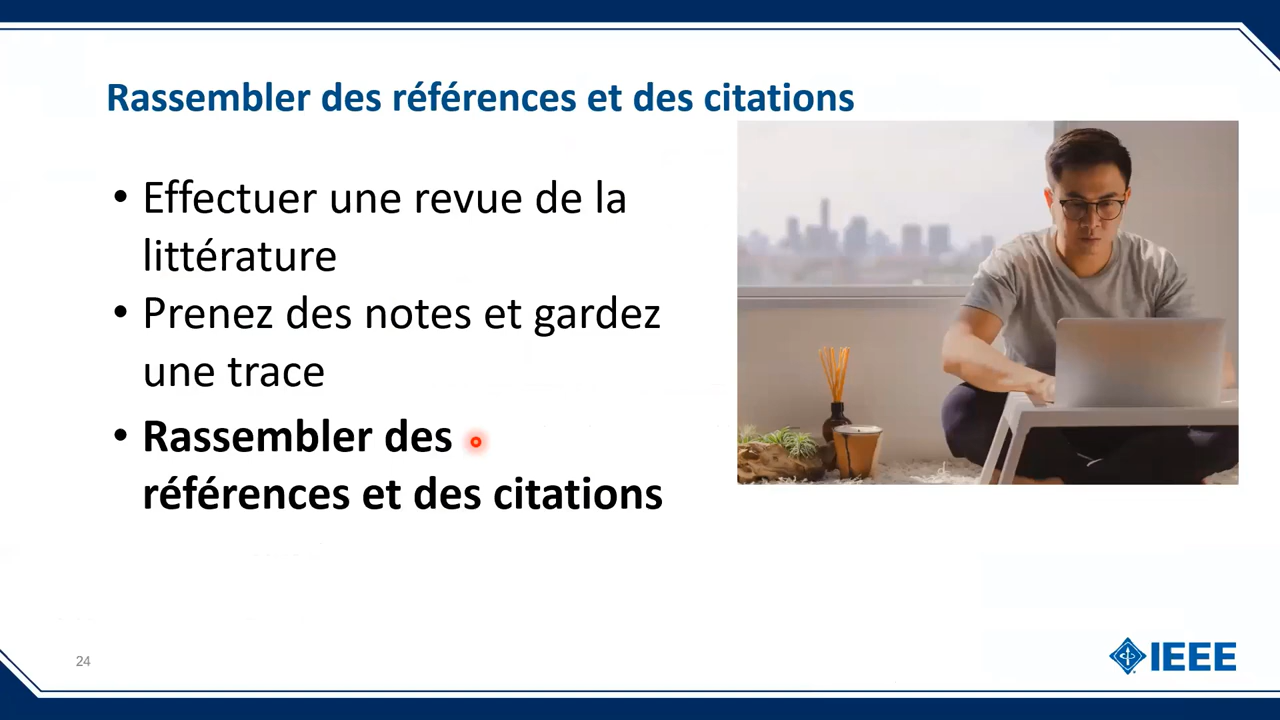 Rassembler des références et des citations
• Effectuer une revue de la
littérature
• Prenez des notes et gardez
une trace
• Rassembler des
références et des citations
24
IEEE